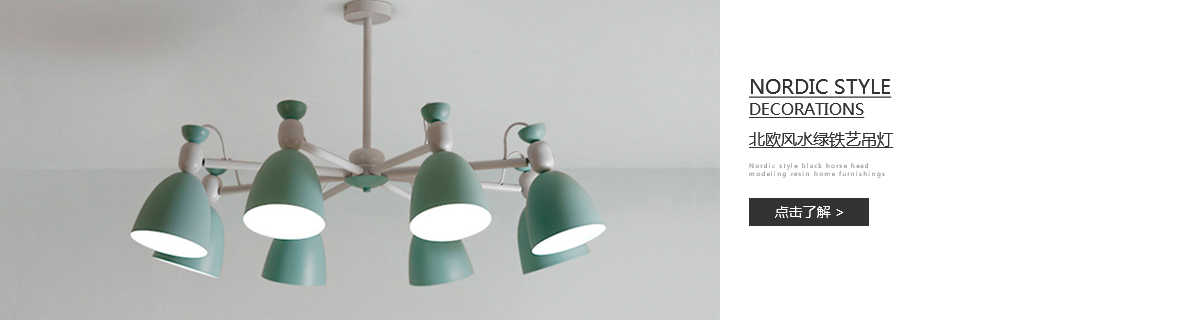 NORDIC STYLE
DECORATIONS
北欧风水绿铁艺吊灯
Nordic style black horse head
modeling resin home furnishings
点击了解 >